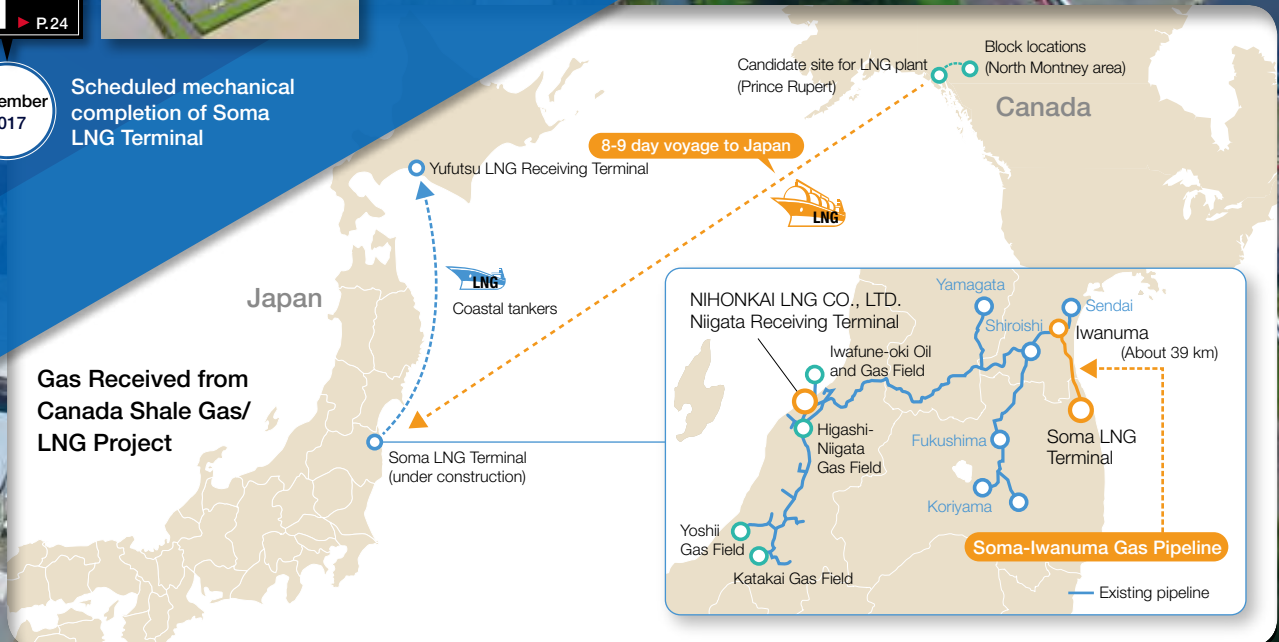 P.24
2017
Scheduled mechanical
completion of Soma
LNG Terminal
Candidate site for LNG plant
(Prince Rupert)
Block locations
(North Montney area)
Canada
8-9 day voyage to Japan
LNG
Yufutsu LNG Receiving Terminal
LNG
Coastal tankers
Japan
Gas Received from
Canada Shale Gas/
LNG Project
Soma LNG Terminal
(under construction)
NIHONKAI LNG CO., LTD.
Niigata Receiving Terminal
Iwafune-oki Oil
and Gas Field
Higashi-
Niigata
Gas Field
Yoshii
Gas Field
Katakai Gas Field
Yamagata
Shiroishi
Sendai
Iwanuma
(About 39 km)
Fukushima
Koriyama
Soma LNG
Terminal
Soma-Iwanuma Gas Pipeline
Existing pipeline